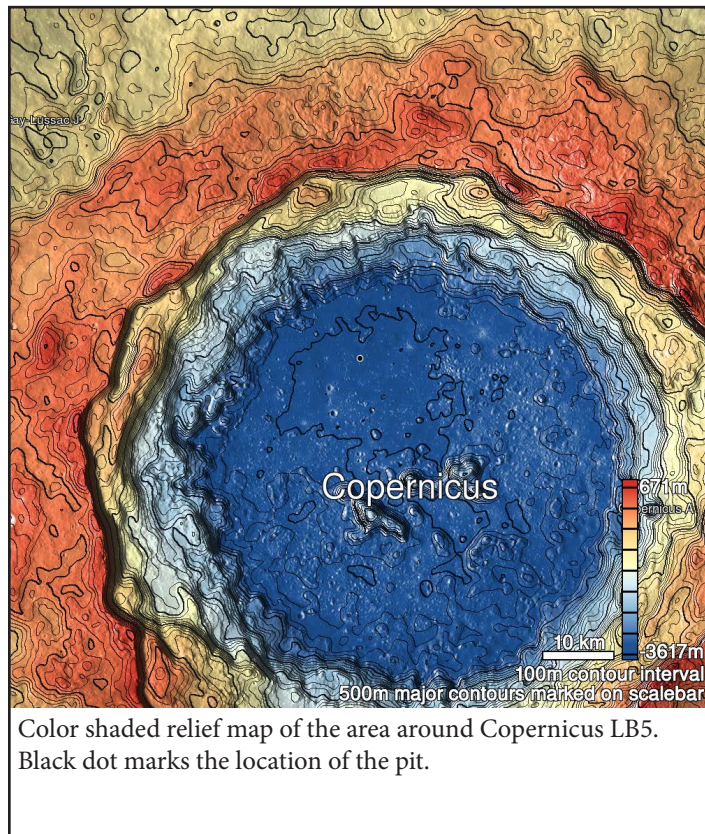 Gay-Lussac J
Copernicus
671m
ernicus A
-3617m
10 km
100m contour interval
500m major contours marked on scalebar
Color shaded relief map of the area around Copernicus LB5.
Black dot marks the location of the pit.